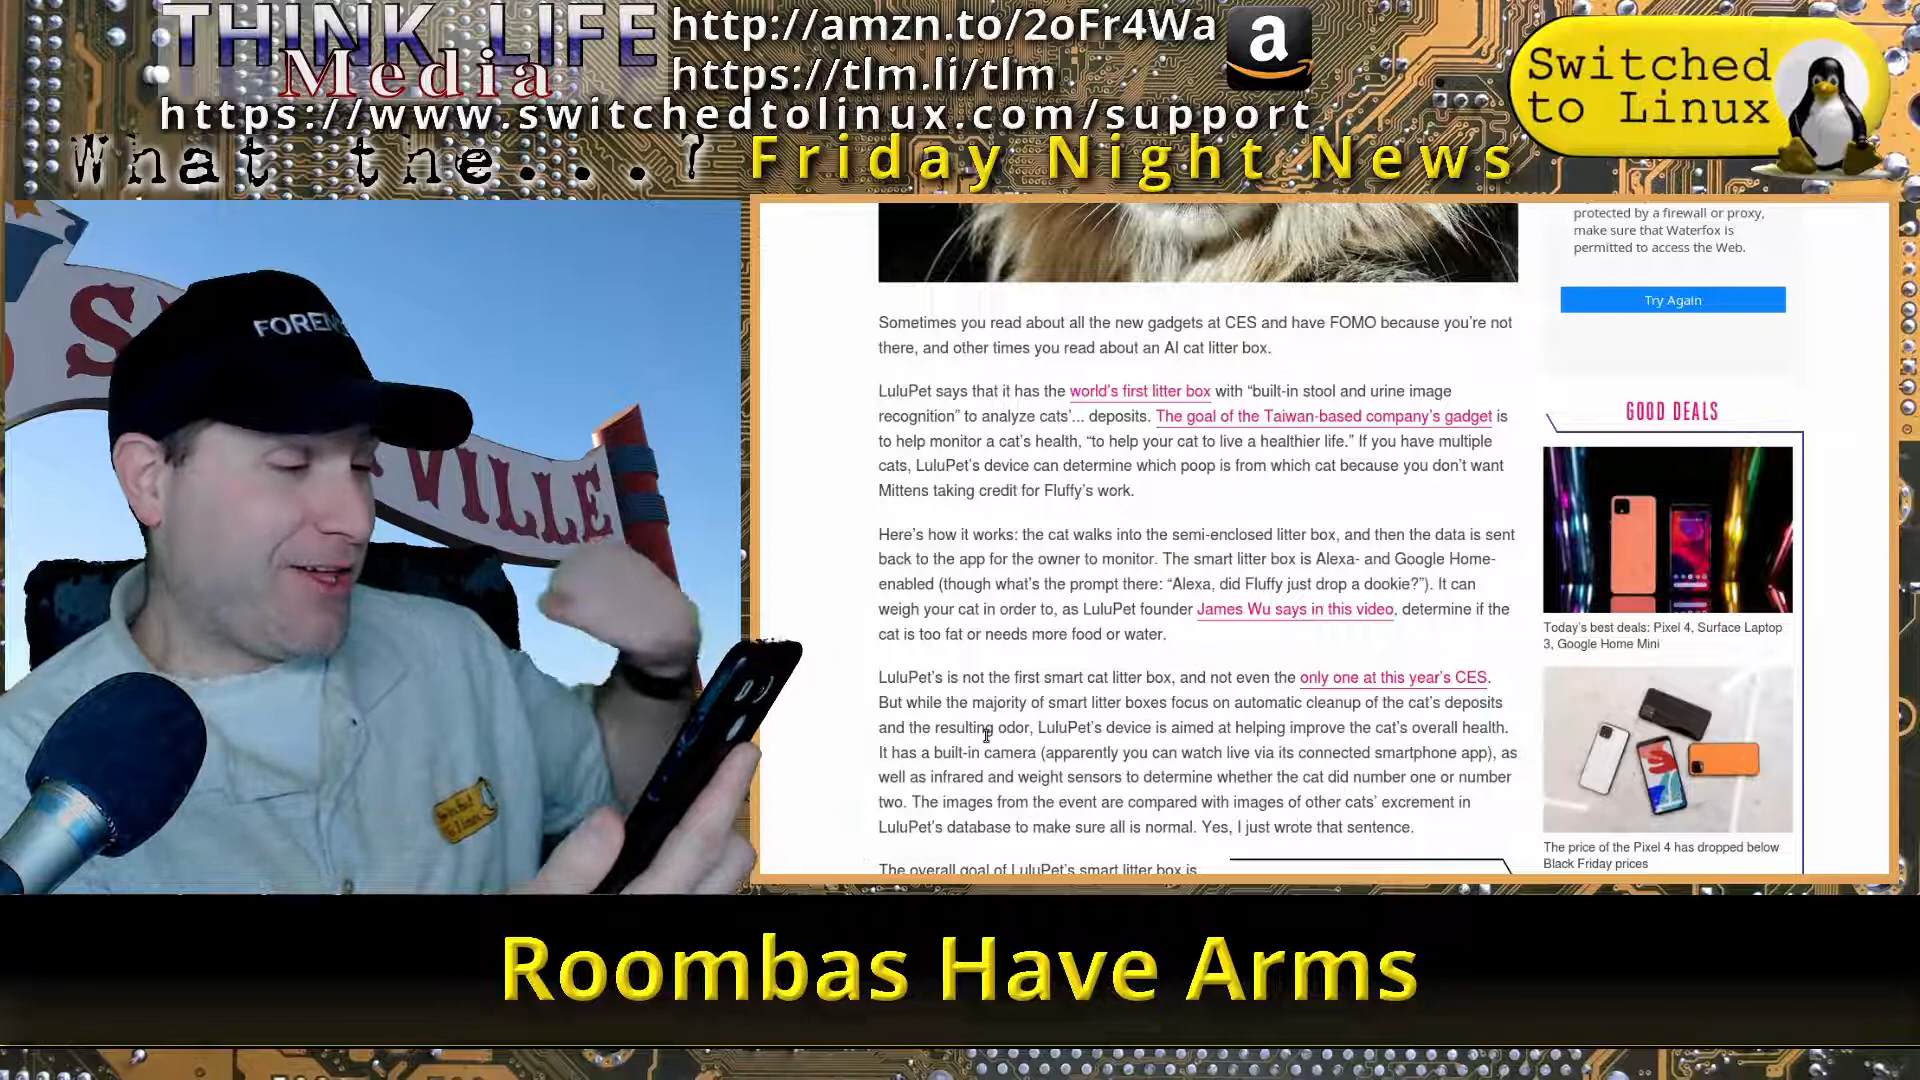 THINK LIFE
Media
http://amzn.to/2oFr4Wa
https://tlm.li/tlm
https://www.switchedtolinux.com/support
What the...?
Friday Night News
Switched
to Linux
FOREN
VILLE
protected by a firewall or proxy,
make sure that Waterfox is
permitted to access the Web.
Try Again
Sometimes you read about all the new gadgets at CES and have FOMO because you're not
there, and other times you read about an AI cat litter box.
LuluPet says that it has the world's first litter box with “built-in stool and urine image
recognition” to analyze cats'... deposits. The goal of the Taiwan-based company's gadget is
to help monitor a cat's health, “to help your cat to live a healthier life.” If you have multiple
cats, LuluPet's device can determine which poop is from which cat because you don't want
Mittens taking credit for Fluffy's work.
Here's how it works: the cat walks into the semi-enclosed litter box, and then the data is sent
back to the app for the owner to monitor. The smart litter box is Alexa- and Google Home-
enabled (though what's the prompt there: “Alexa, did Fluffy just drop a dookie?”). It can
weigh your cat in order to, as LuluPet founder James Wu says in this video, determine if the
cat is too fat or needs more food or water.
LuluPet's is not the first smart cat litter box, and not even the only one at this year's CES.
But while the majority of smart litter boxes focus on automatic cleanup of the cat's deposits
and the resulting odor, LuluPet's device is aimed at helping improve the cat's overall health.
It has a built-in camera (apparently you can watch live via its connected smartphone app), as
well as infrared and weight sensors to determine whether the cat did number one or number
two. The images from the event are compared with images of other cats' excrement in
LuluPet's database to make sure all is normal. Yes, I just wrote that sentence.
The overall goal of LuluPet's smart litter box is
GOOD DEALS
Today's best deals: Pixel 4, Surface Laptop
3, Google Home Mini
The price of the Pixel 4 has dropped below
Black Friday prices
Roombas Have Arms